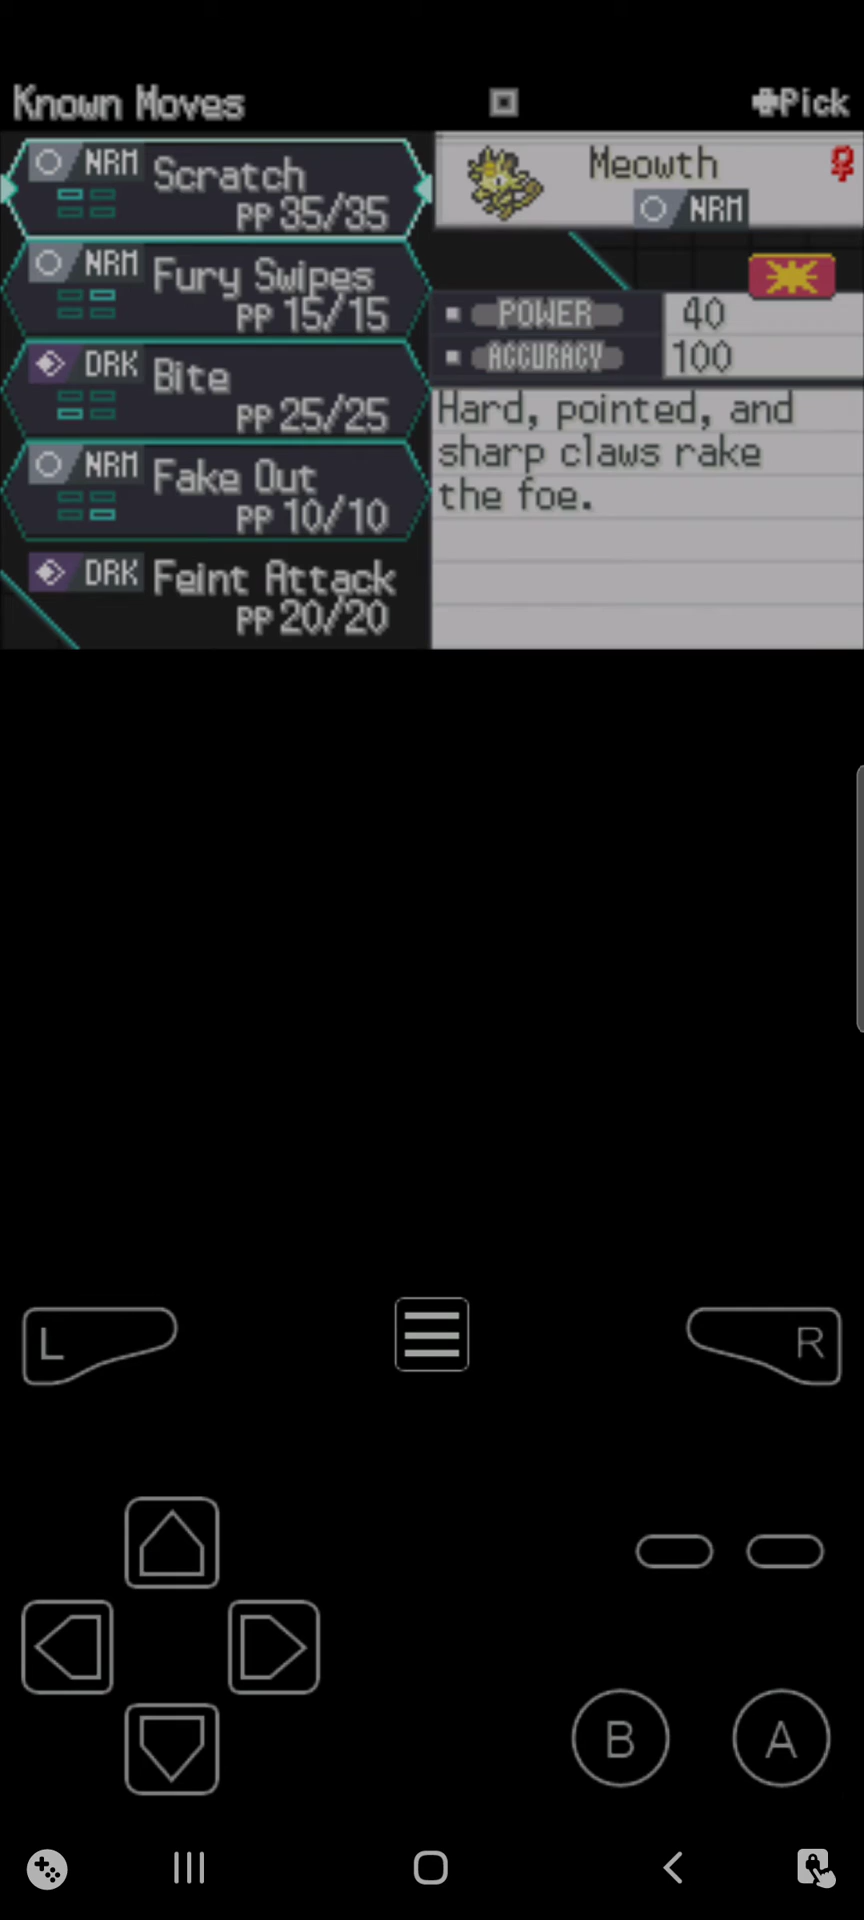 Known Moves
Pick
NRM Scratch
PP 35/35
NRM Fury Swipes
PP 15/15
DRK Bite
PP 25/25
NRM Fake Out
PP 10/10
DRK Feint Attack
PP 20/20
Meowth ♀
NRM
POWER 40
ACCURACY 100
Hard, pointed, and
sharp claws rake
the foe.
L
R
B
A